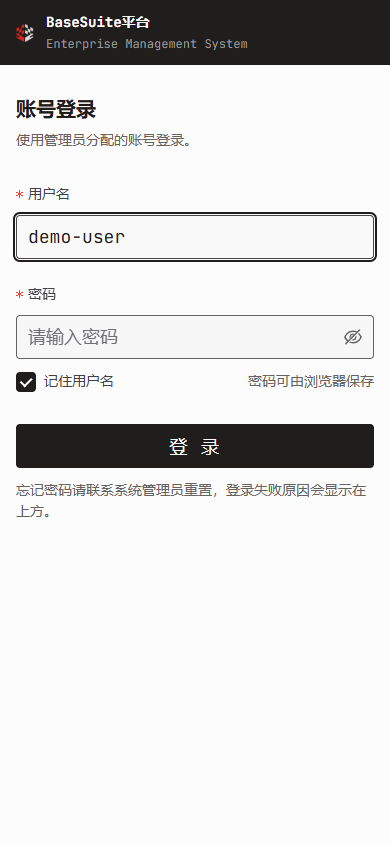 BaseSuite平台
Enterprise Management System
账号登录
使用管理员分配的账号登录。
* 用户名
demo-user
* 密码
请输入密码
记住用户名 密码可由浏览器保存
登 录
忘记密码请联系系统管理员重置，登录失败原因会显示在
上方。